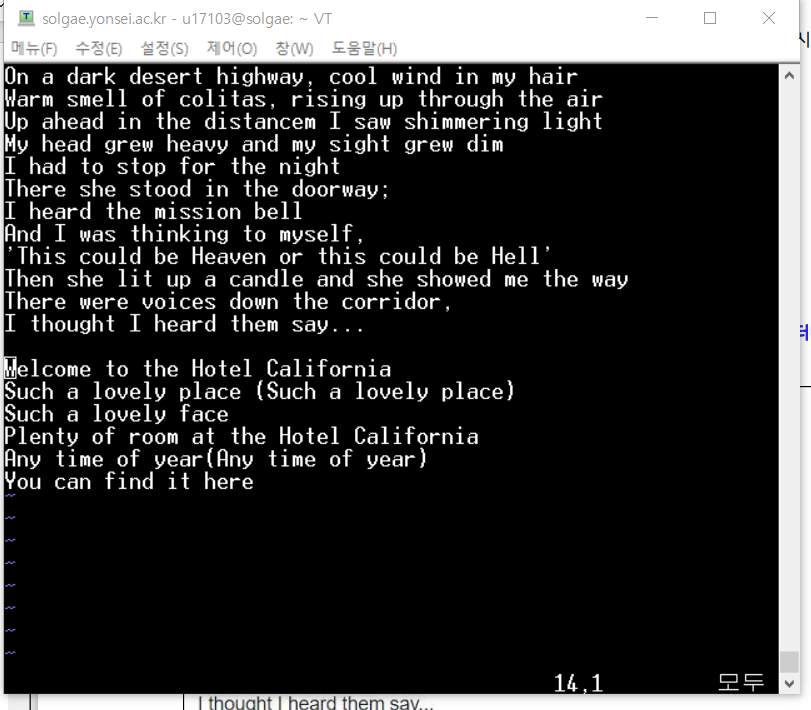 solgae.yonsei.ac.kr - u17103@solgae: ~ VT
메뉴(F) 수정(E) 설정(S) 제어(O) 창(W) 도움말(H)
On a dark desert highway, cool wind in my hair
Warm smell of colitas, rising up through the air
Up ahead in the distancem I saw shimmering light
My head grew heavy and my sight grew dim
I had to stop for the night
There she stood in the doorway;
I heard the mission bell
And I was thinking to myself,
'This could be Heaven or this could be Hell'
Then she lit up a candle and she showed me the way
There were voices down the corridor,
I thought I heard them say...
Welcome to the Hotel California
Such a lovely place (Such a lovely place)
Such a lovely face
Plenty of room at the Hotel California
Any time of year(Any time of year)
You can find it here
~
~
~
~
~
~
~
~
14,1 모두
I thought I heard them say...